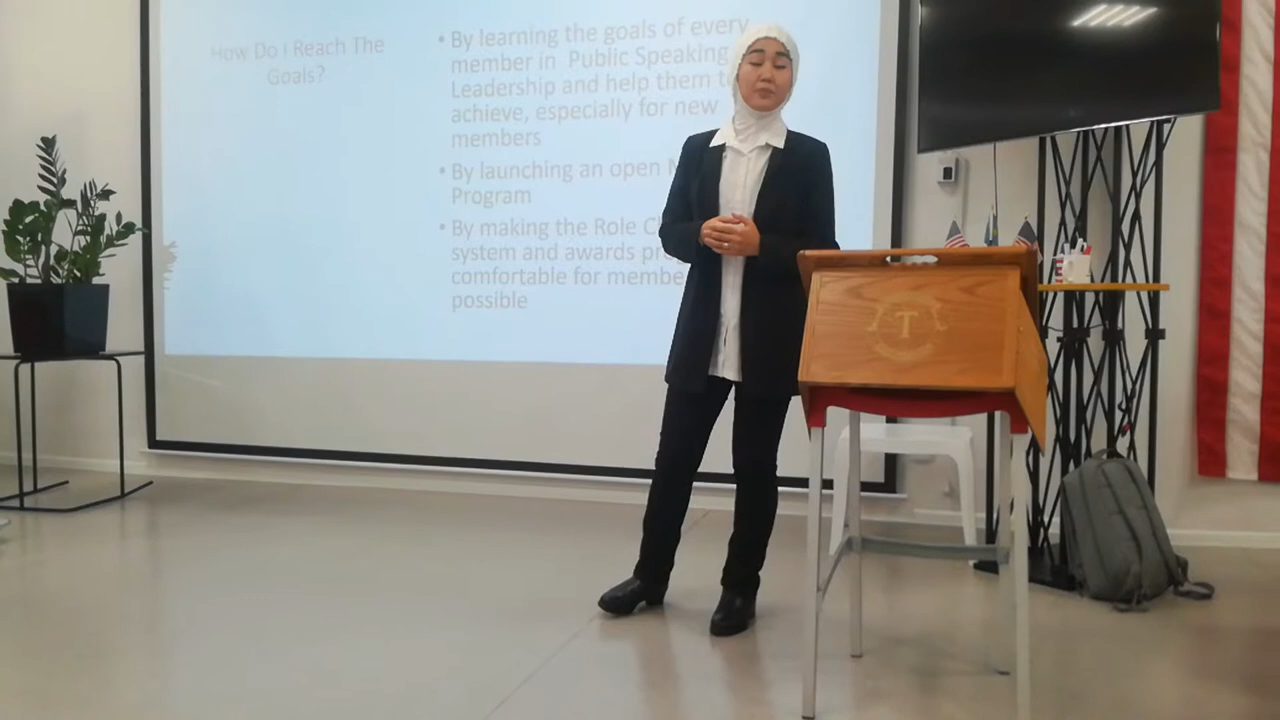 How Do I Reach The
Goals?
• By learning the goals of every
member in Public Speaking
Leadership and help them to
achieve, especially for new
members
• By launching an open
Program
• By making the Role
system and awards
comfortable for
possible
T